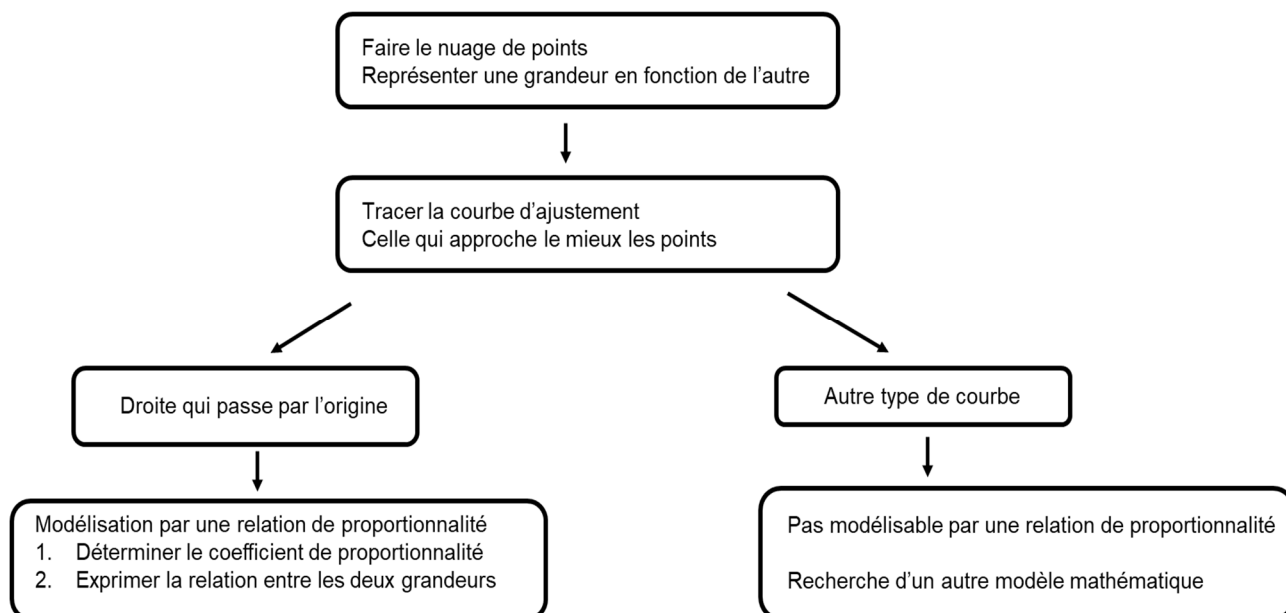 Faire le nuage de points
Représenter une grandeur en fonction de l’autre
Tracer la courbe d’ajustement
Celle qui approche le mieux les points
Droite qui passe par l’origine
Autre type de courbe
Modélisation par une relation de proportionnalité
1. Déterminer le coefficient de proportionnalité
2. Exprimer la relation entre les deux grandeurs
Pas modélisable par une relation de proportionnalité
Recherche d’un autre modèle mathématique